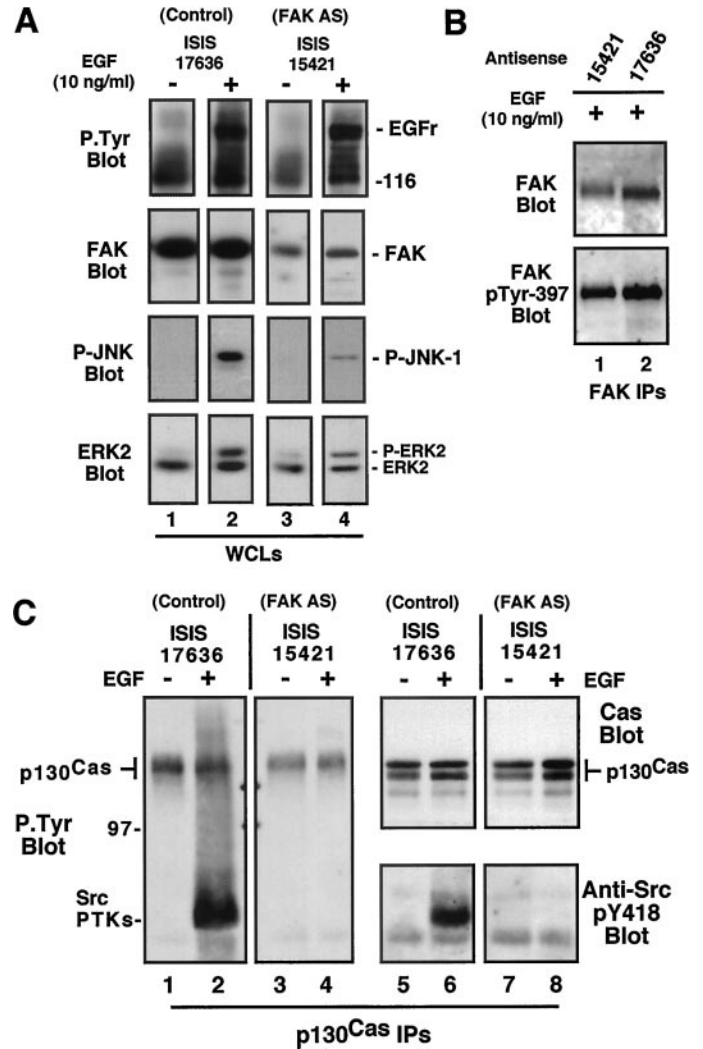 A
(Control) (FAK AS)
ISIS ISIS
17636 15421
EGF
(10 ng/ml) - + - +
P.Tyr
Blot
- EGFr
-116
FAK
Blot
- FAK
P-JNK
Blot
- P-JNK-1
ERK2
Blot
- P-ERK2
- ERK2
1 2 3 4
WCLs
B
Antisense 15421 17636
EGF
(10 ng/ml) + +
FAK
Blot
FAK
pTyr-397
Blot
1 2
FAK IPs
C
(Control) (FAK AS) (Control) (FAK AS)
ISIS ISIS ISIS ISIS
17636 15421 17636 15421
EGF - + - + - + - + EGF
Cas
Blot
p130Cas
p130Cas
P.Tyr
Blot
97-
Src
PTKs-
Anti-Src
pY418
Blot
1 2 3 4 5 6 7 8
p130Cas IPs